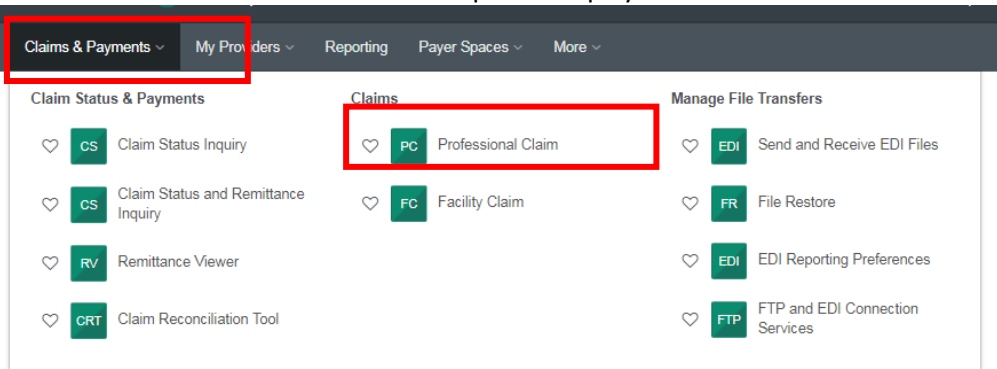 Claims & Payments My Providers Reporting Payer Spaces More
Claim Status & Payments
CS Claim Status Inquiry
CS Claim Status and Remittance
Inquiry
RV Remittance Viewer
CRT Claim Reconciliation Tool
Claims
PC Professional Claim
FC Facility Claim
Manage File Transfers
EDI Send and Receive EDI Files
FR File Restore
EDI EDI Reporting Preferences
FTP FTP and EDI Connection
Services